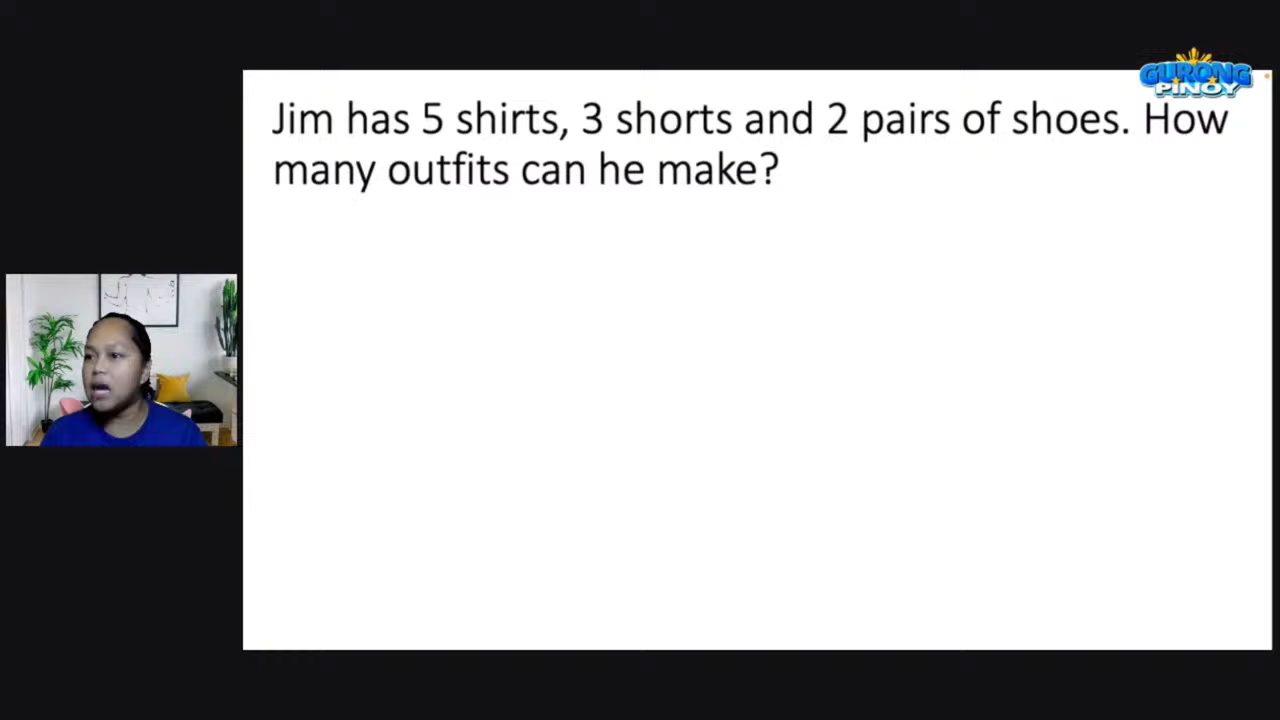 GURONG
PINOY
Jim has 5 shirts, 3 shorts and 2 pairs of shoes. How
many outfits can he make?